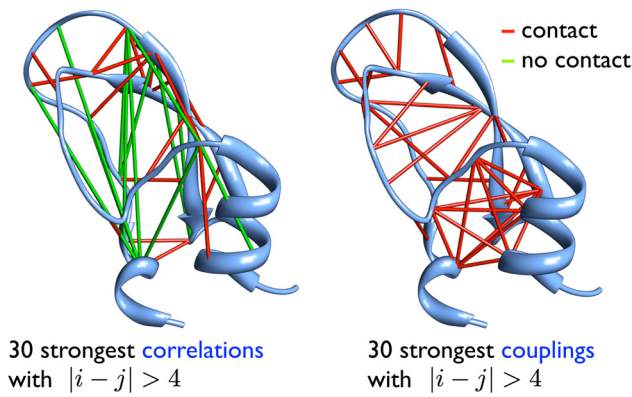 contact
no contact
30 strongest correlations
with |i − j| > 4
30 strongest couplings
with |i − j| > 4